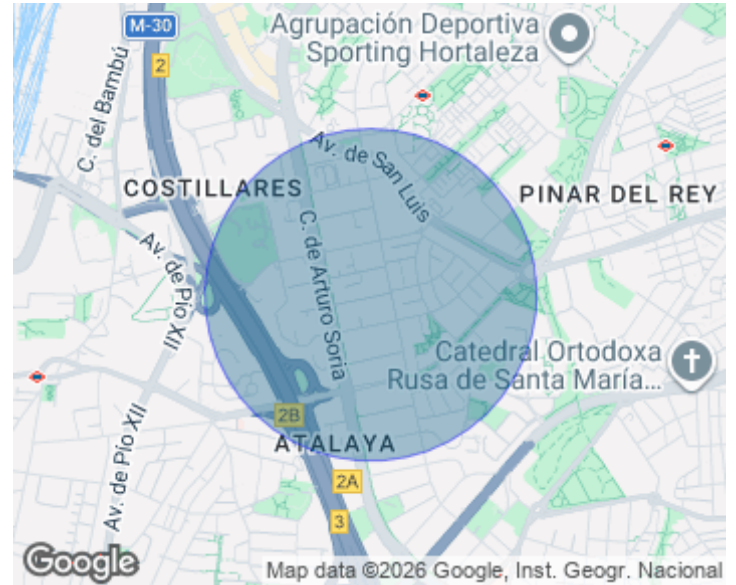 M-30
2
Agrupación Deportiva
Sporting Hortaleza
C. del Bambú
Av. de San Luis
COSTILLARES
PINAR DEL REY
C. de Arturo Soria
Av. de Pío XII
Catedral Ortodoxa
Rusa de Santa María...
2B
ATALAYA
Av. de Pío XII
2A
3
Google
Map data ©2026 Google, Inst. Geogr. Nacional